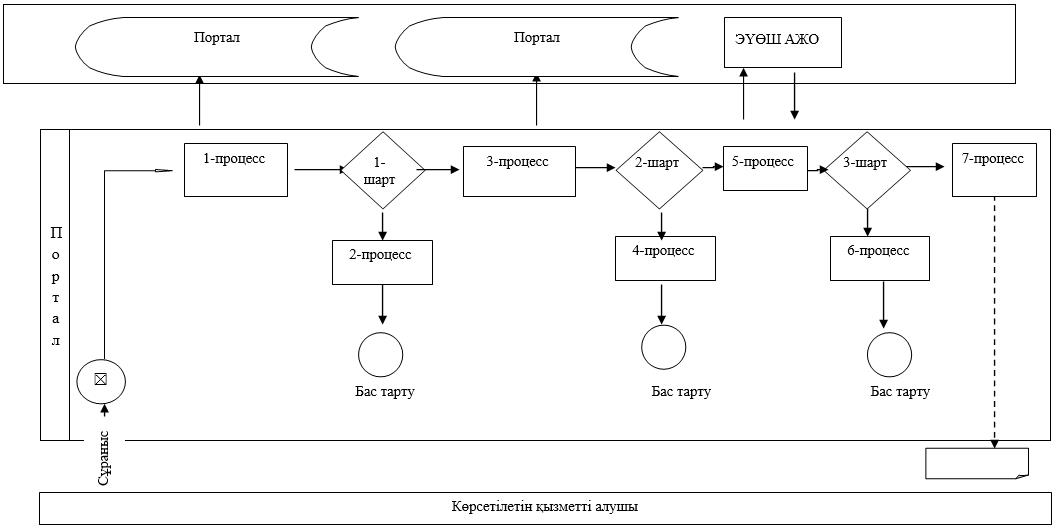 Портал
Портал
ЭҮӨШ АЖО
1-процесс
1-
шарт
3-процесс
2-шарт
5-процесс
3-шарт
7-процесс
Портал
2-процесс
4-процесс
6-процесс
Бас тарту
Бас тарту
Бас тарту
Сұраныс
Көрсетілетін қызметті алушы